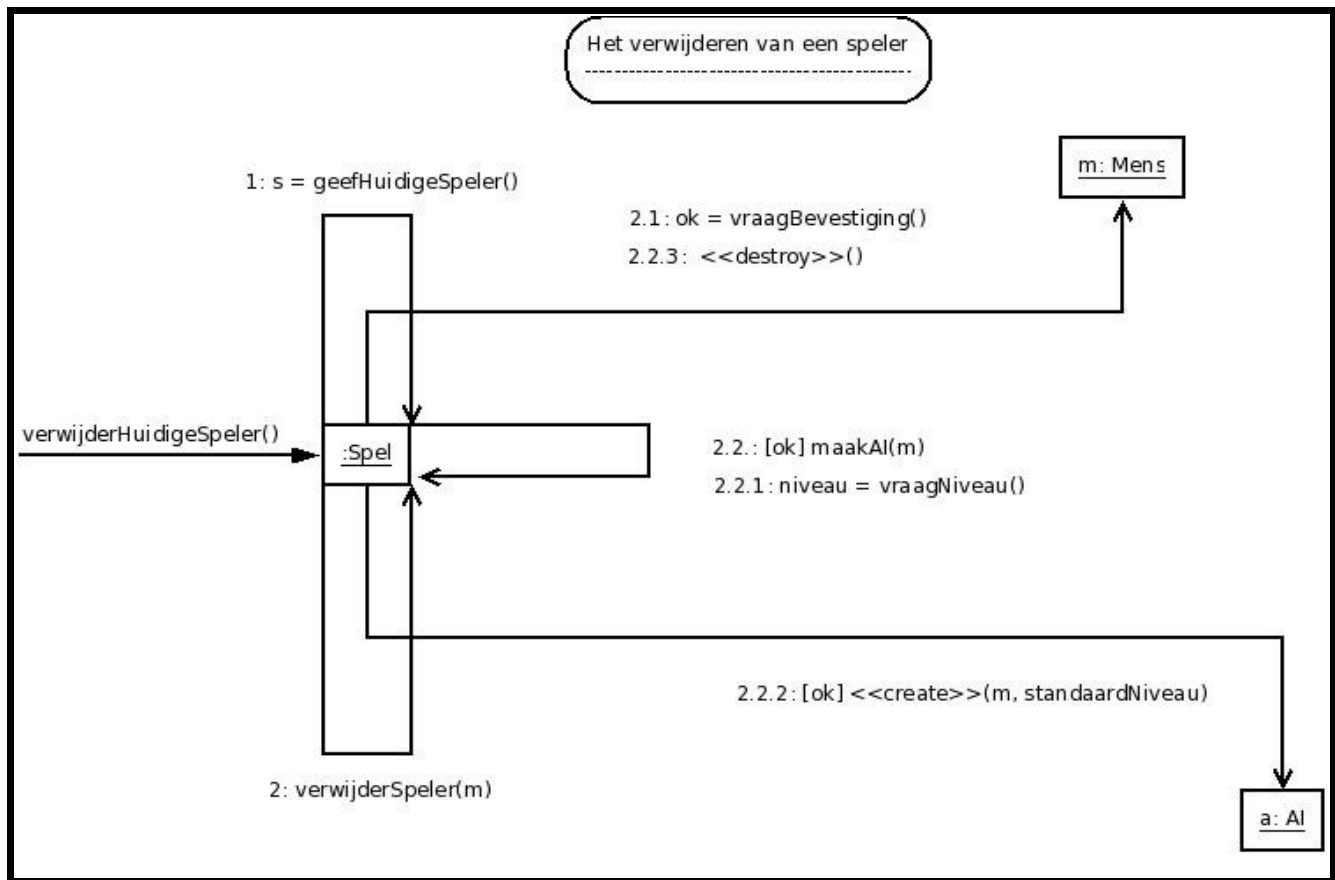 Het verwijderen van een speler
m: Mens
1: s = geefHuidigeSpeler()
2.1: ok = vraagBevestiging()
2.2.3: <<destroy>>()
verwijderHuidigeSpeler()
:Spel
2.2.: [ok] maakAI(m)
2.2.1: niveau = vraagNiveau()
2.2.2: [ok] <<create>>(m, standaardNiveau)
2: verwijderSpeler(m)
a: AI